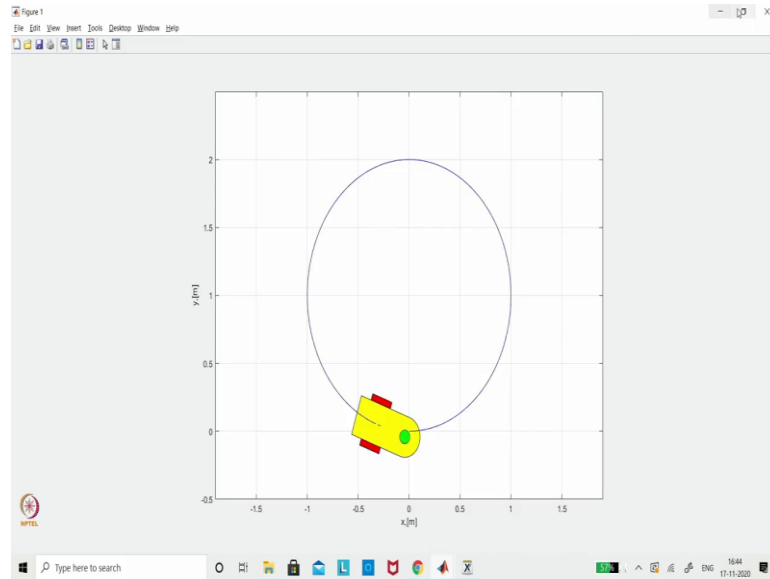 Figure 1
File Edit View Insert Tools Desktop Window Help
2
1.5
1
0.5
0
-0.5
y,[m]
-1.5 -1 -0.5 0 0.5 1 1.5
x,[m]
NPTEL
Type here to search
57%
ENG
16:44
17-11-2020